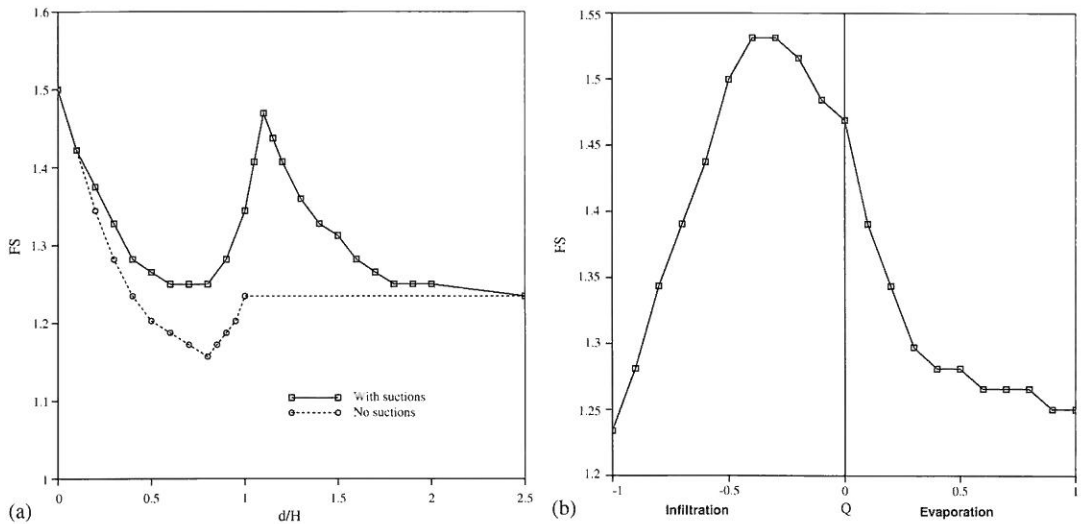 1.6
1.5
1.4
1.3
1.2
1.1
1
FS
With suctions
No suctions
0
0.5
1
1.5
2
2.5
d/H
(a)
1.55
1.5
1.45
1.4
1.35
1.3
1.25
1.2
FS
-1
-0.5
0
0.5
1
Infiltration
Q
Evaporation
(b)